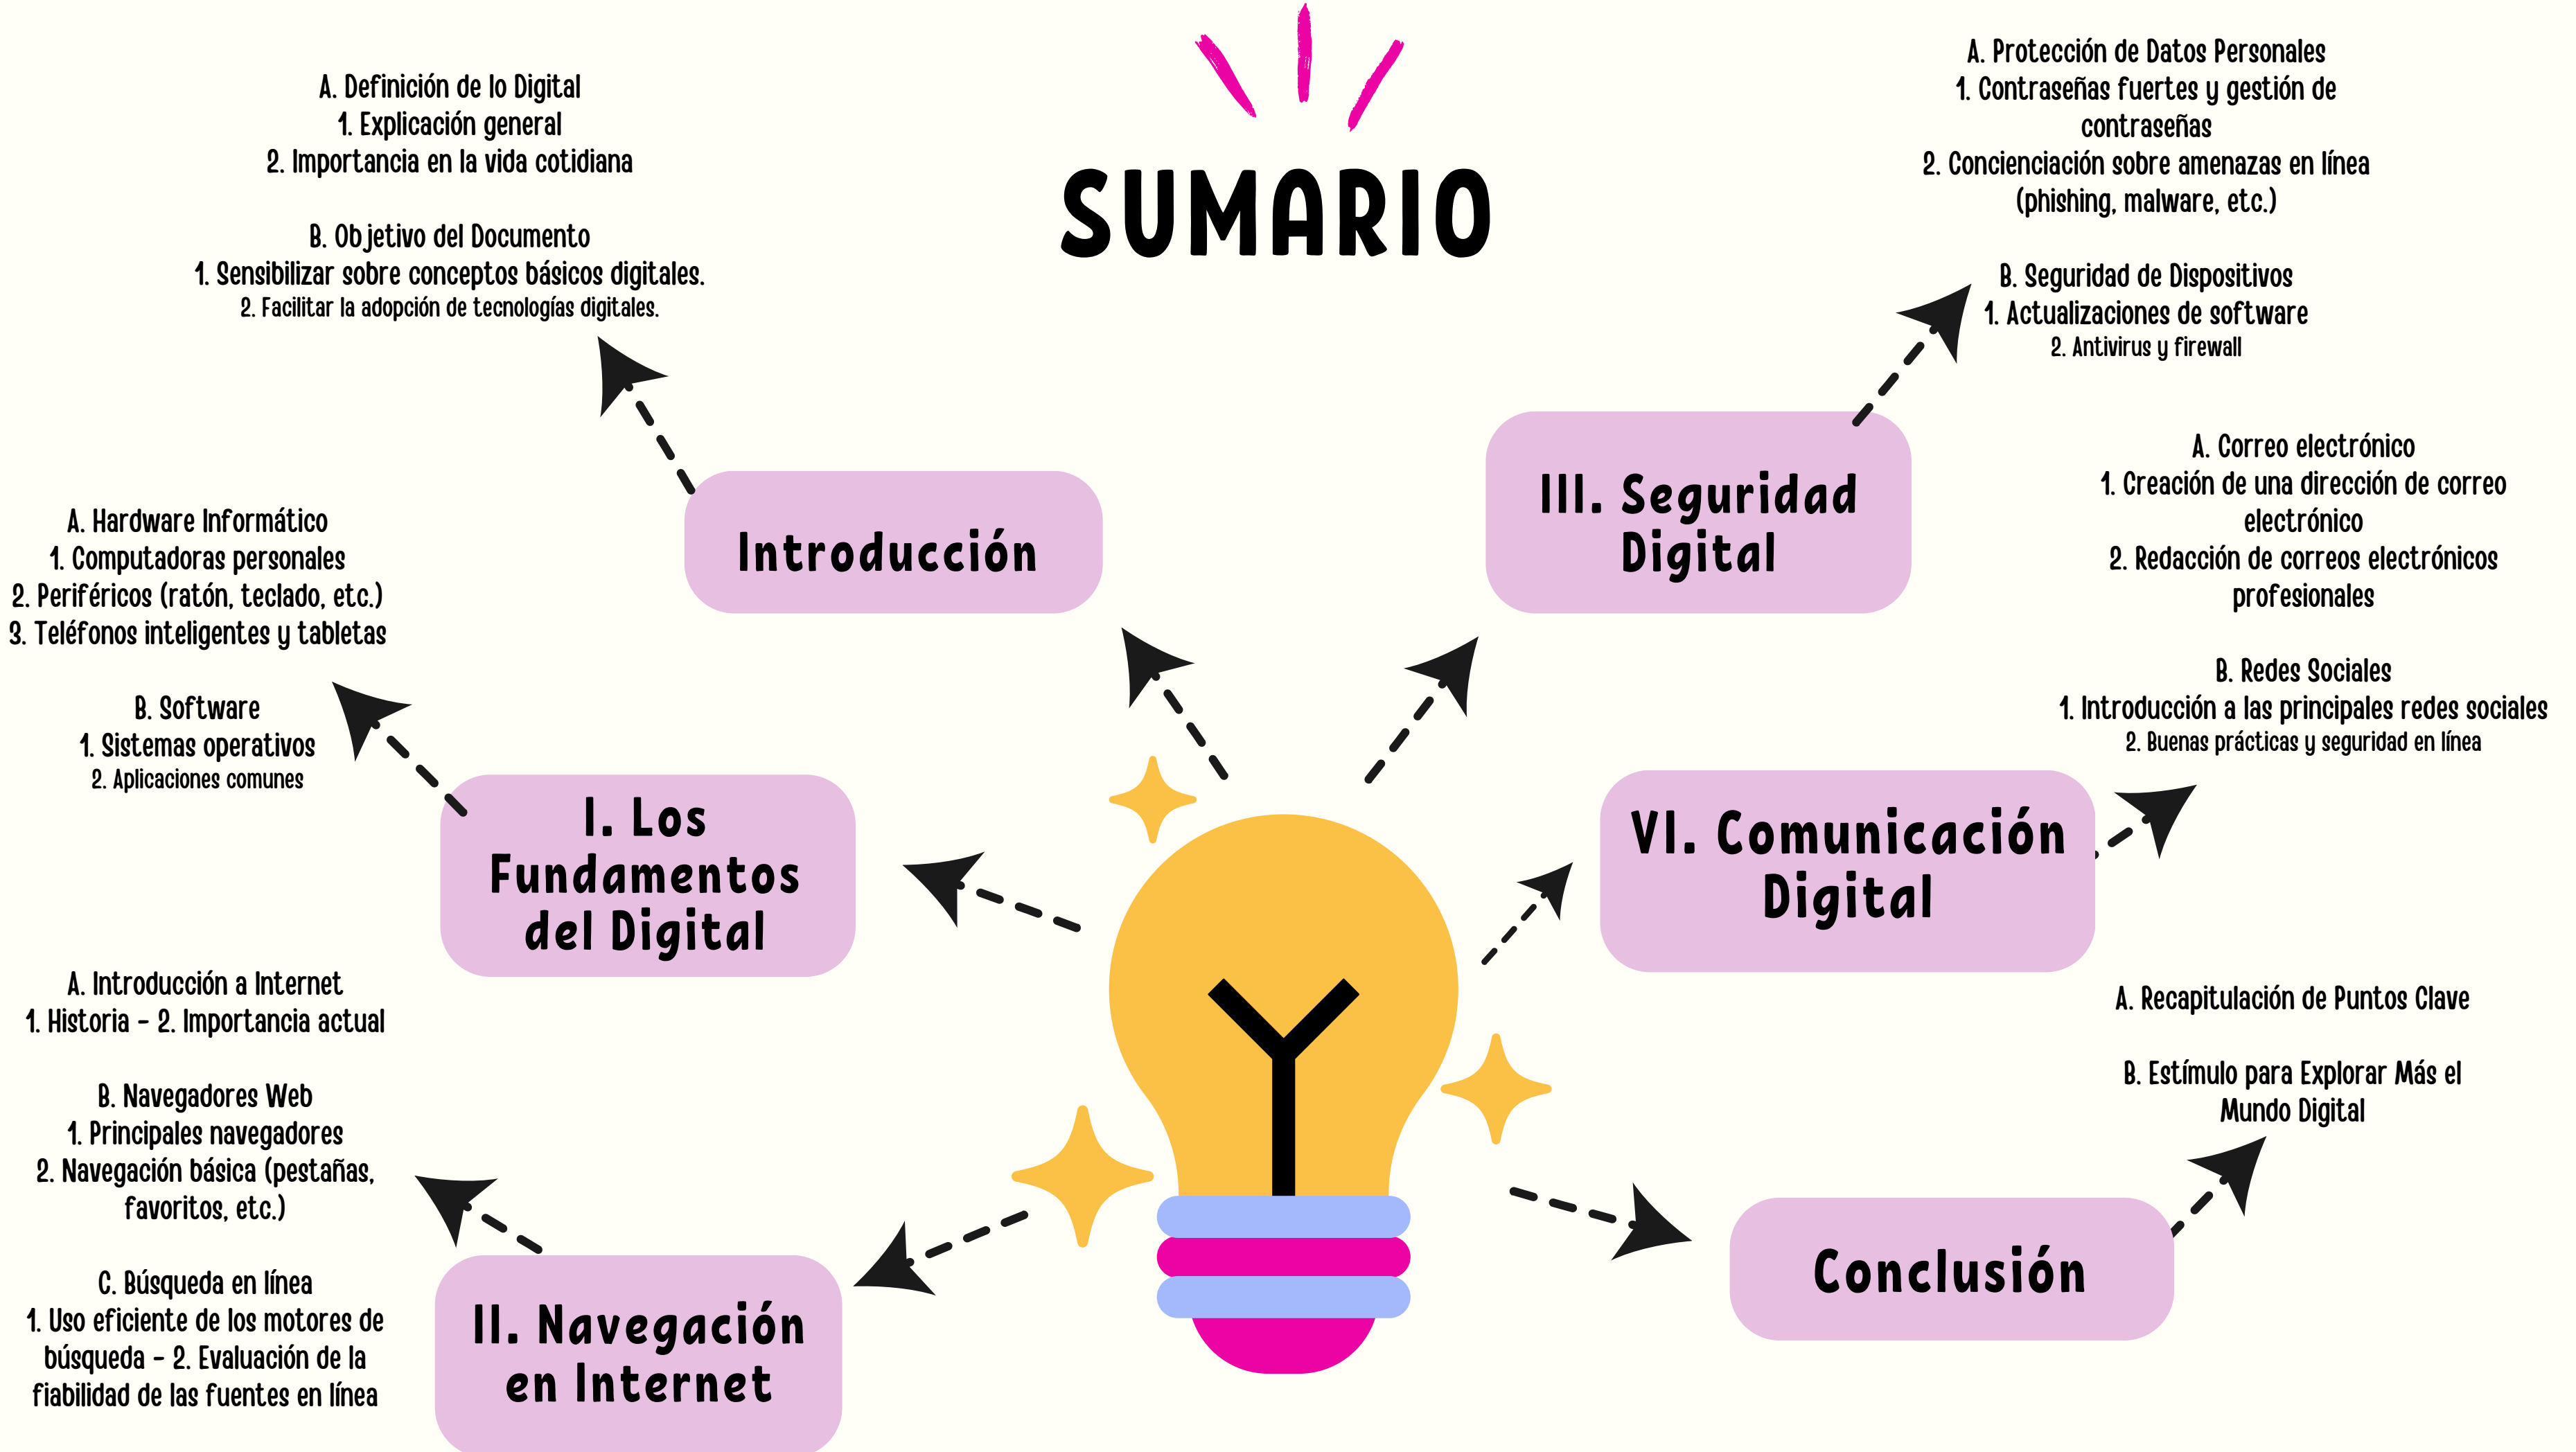 SUMARIO
A. Definición de lo Digital
1. Explicación general
2. Importancia en la vida cotidiana
B. Objetivo del Documento
1. Sensibilizar sobre conceptos básicos digitales.
2. Facilitar la adopción de tecnologías digitales.
Introducción
A. Hardware Informático
1. Computadoras personales
2. Periféricos (ratón, teclado, etc.)
3. Teléfonos inteligentes y tabletas
B. Software
1. Sistemas operativos
2. Aplicaciones comunes
I. Los
Fundamentos
del Digital
A. Introducción a Internet
1. Historia - 2. Importancia actual
B. Navegadores Web
1. Principales navegadores
2. Navegación básica (pestañas,
favoritos, etc.)
C. Búsqueda en línea
1. Uso eficiente de los motores de
búsqueda - 2. Evaluación de la
fiabilidad de las fuentes en línea
II. Navegación
en Internet
A. Protección de Datos Personales
1. Contraseñas fuertes y gestión de
contraseñas
2. Concienciación sobre amenazas en línea
(phishing, malware, etc.)
B. Seguridad de Dispositivos
1. Actualizaciones de software
2. Antivirus y firewall
III. Seguridad
Digital
A. Correo electrónico
1. Creación de una dirección de correo
electrónico
2. Redacción de correos electrónicos
profesionales
B. Redes Sociales
1. Introducción a las principales redes sociales
2. Buenas prácticas y seguridad en línea
VI. Comunicación
Digital
A. Recapitulación de Puntos Clave
B. Estímulo para Explorar Más el
Mundo Digital
Conclusión